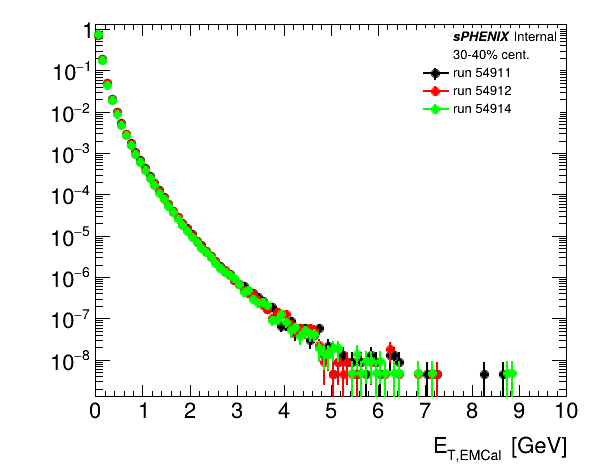 sPHENIX Internal
30-40% cent.
run 54911
run 54912
run 54914
1
10⁻¹
10⁻²
10⁻³
10⁻⁴
10⁻⁵
10⁻⁶
10⁻⁷
10⁻⁸
0 1 2 3 4 5 6 7 8 9 10
E_T,EMCal [GeV]